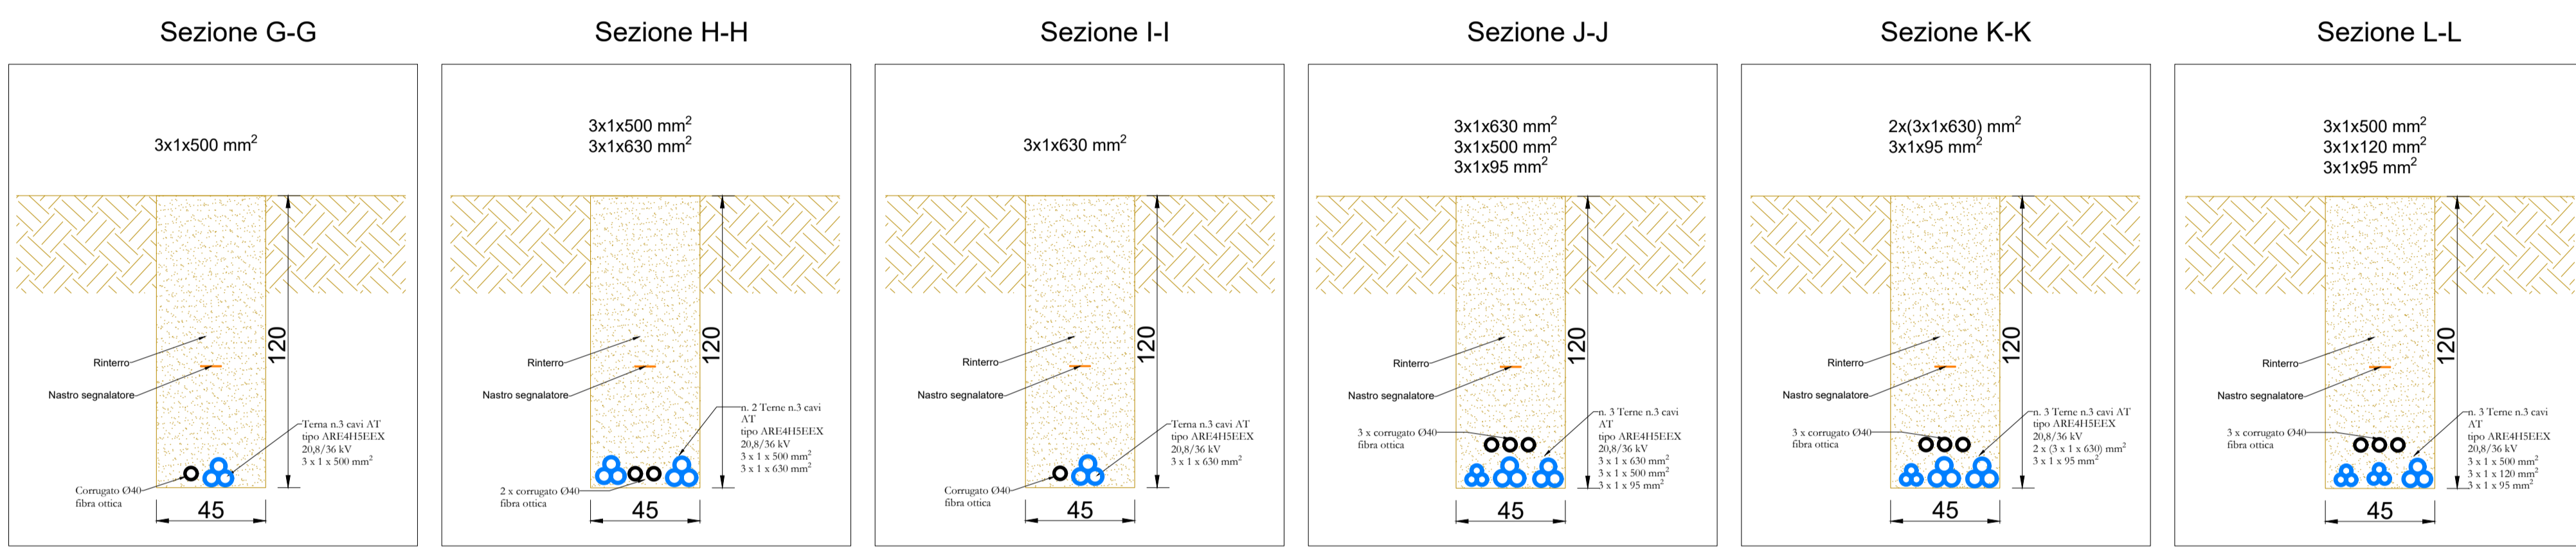 Sezione G-G
3x1x500 mm²
120
Rinterro
Nastro segnalatore
Terna n.3 cavi AT
tipo ARE4H5EEX
20,8/36 kV
3 x 1 x 500 mm²
Corrugato Ø40
fibra ottica
45
Sezione H-H
3x1x500 mm²
3x1x630 mm²
120
Rinterro
Nastro segnalatore
n. 2 Terne n.3 cavi
AT
tipo ARE4H5EEX
20,8/36 kV
3 x 1 x 500 mm²
3 x 1 x 630 mm²
2 x corrugato Ø40
fibra ottica
45
Sezione I-I
3x1x630 mm²
120
Rinterro
Nastro segnalatore
Terna n.3 cavi AT
tipo ARE4H5EEX
20,8/36 kV
3 x 1 x 630 mm²
Corrugato Ø40
fibra ottica
45
Sezione J-J
3x1x630 mm²
3x1x500 mm²
3x1x95 mm²
120
Rinterro
Nastro segnalatore
n. 3 Terne n.3 cavi
AT
tipo ARE4H5EEX
20,8/36 kV
3 x 1 x 630 mm²
3 x 1 x 500 mm²
3 x 1 x 95 mm²
3 x corrugato Ø40
fibra ottica
45
Sezione K-K
2x(3x1x630) mm²
3x1x95 mm²
120
Rinterro
Nastro segnalatore
n. 3 Terne n.3 cavi AT
tipo ARE4H5EEX
20,8/36 kV
2 x (3 x 1 x 630) mm²
3 x 1 x 95 mm²
3 x corrugato Ø40
fibra ottica
45
Sezione L-L
3x1x500 mm²
3x1x120 mm²
3x1x95 mm²
120
Rinterro
Nastro segnalatore
n. 3 Terne n.3 cavi
AT
tipo ARE4H5EEX
20,8/36 kV
3 x 1 x 500 mm²
3 x 1 x 120 mm²
3 x 1 x 95 mm²
3 x corrugato Ø40
fibra ottica
45